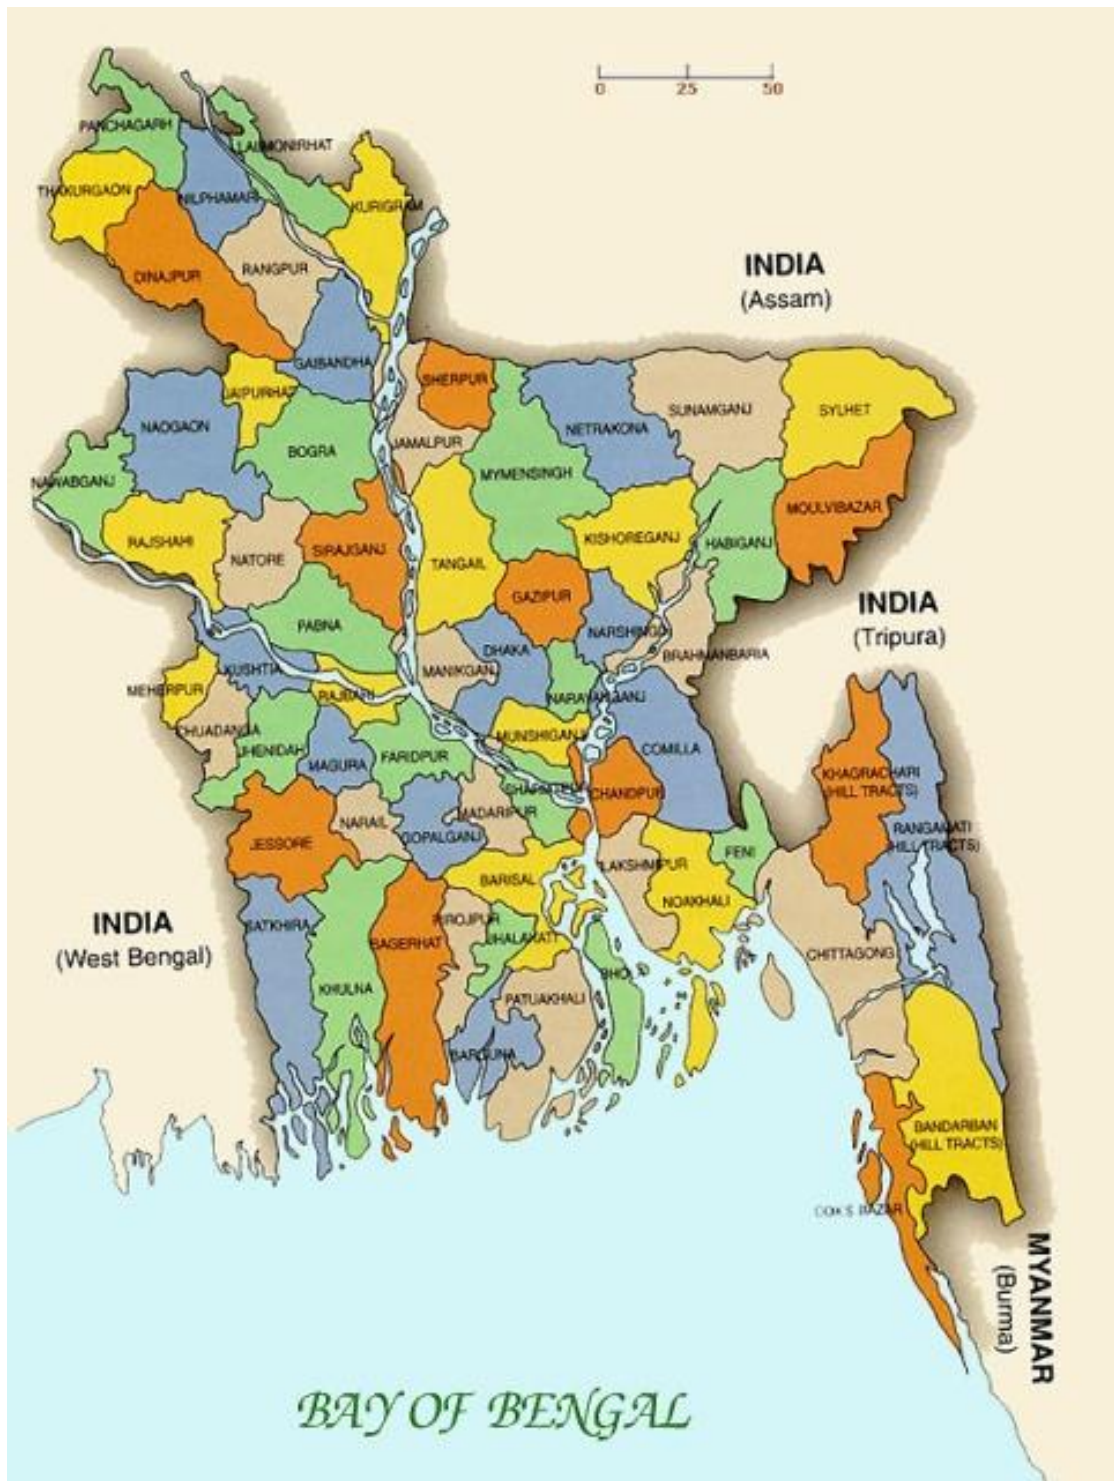 0 25 50
PANCHAGARH
LALMONIRHAT
THAKURGAON
NILPHAMARI
KURIGRAM
DINAJPUR
RANGPUR
INDIA
(Assam)
GAIBANDHA
JAIPURHAT
SHERPUR
NAOGAON
BOGRA
JAMALPUR
NETRAKONA
SUNAMGANJ
SYLHET
NAWABGANJ
MYMENSINGH
MOULVIBAZAR
RAJSHAHI
NATORE
SIRAJGANJ
TANGAIL
KISHOREGANJ
HABIGANJ
GAZIPUR
INDIA
(Tripura)
PABNA
NARSHINGDI
DHAKA
BRAHMANBARIA
KUSHTIA
MANIKGANJ
MEHERPUR
RAJBARI
NARAYANGANJ
CHUADANGA
JHENIDAH
MUNSHIGANJ
MAGURA
FARIDPUR
COMILLA
KHAGRACHARI
(HILL TRACTS)
CHANDPUR
MADARIPUR
NARAIL
GOPALGANJ
JESSORE
RANGAMATI
(HILL TRACTS)
FENI
LAKSHMIPUR
BARISAL
NOAKHALI
INDIA
(West Bengal)
SATKHIRA
PIROJPUR
BAGERHAT
JHALAKATI
CHITTAGONG
BHOLA
KHULNA
PATUAKHALI
BARGUNA
BANDARBAN
(HILL TRACTS)
COX'S BAZAR
MYANMAR
(Burma)
BAY OF BENGAL